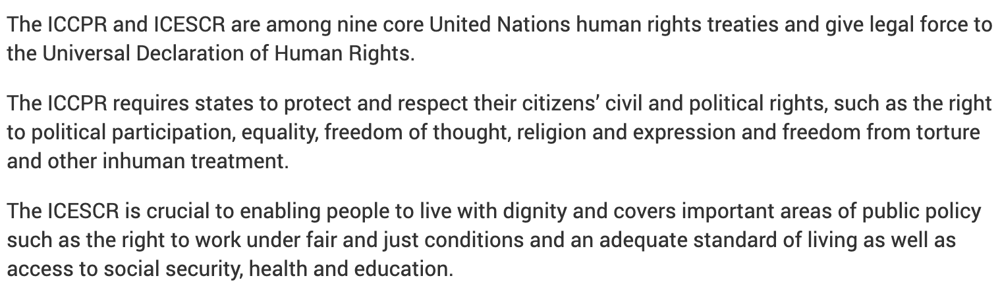 The ICCPR and ICESCR are among nine core United Nations human rights treaties and give legal force to
the Universal Declaration of Human Rights.
The ICCPR requires states to protect and respect their citizens’ civil and political rights, such as the right
to political participation, equality, freedom of thought, religion and expression and freedom from torture
and other inhuman treatment.
The ICESCR is crucial to enabling people to live with dignity and covers important areas of public policy
such as the right to work under fair and just conditions and an adequate standard of living as well as
access to social security, health and education.